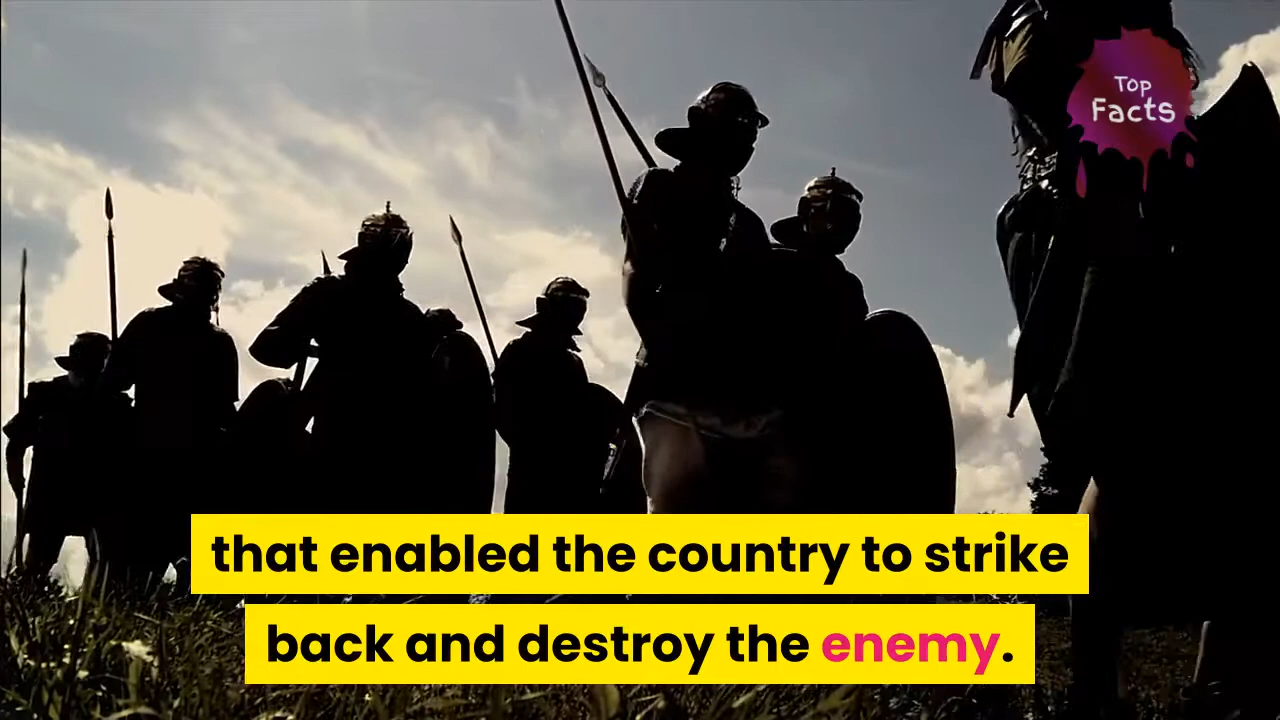 Top
Facts
that enabled the country to strike
back and destroy the enemy.